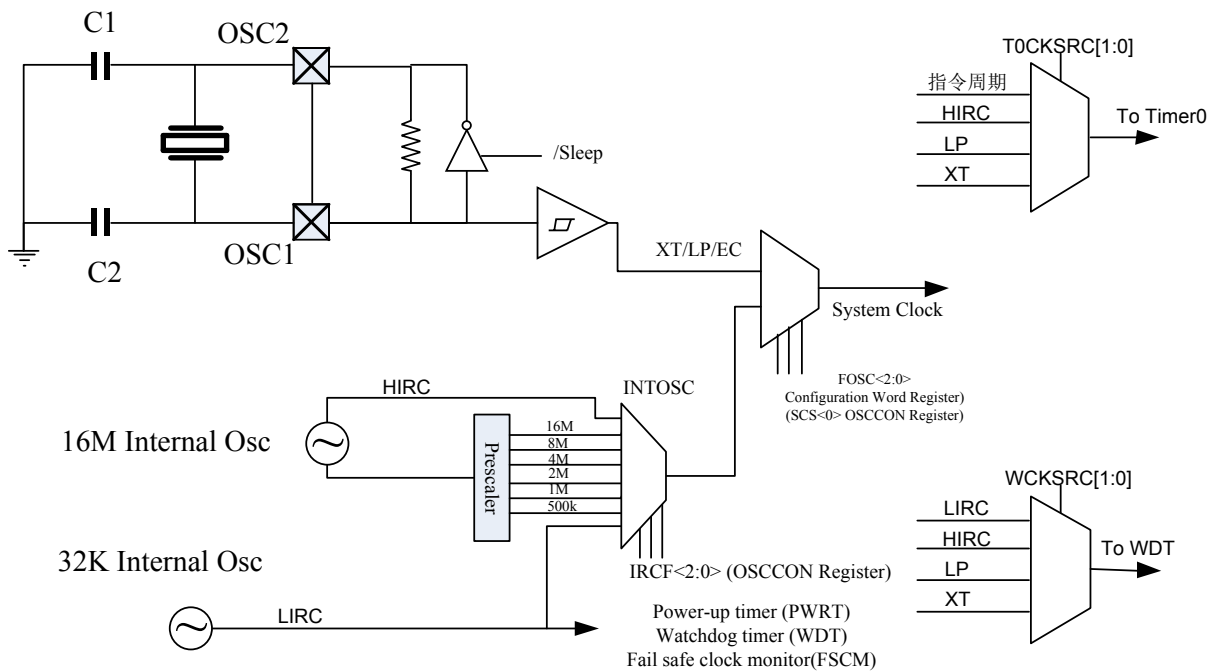 C1
OSC2
/Sleep
OSC1
C2
XT/LP/EC
System Clock
FOSC<2:0>
Configuration Word Register)
(SCS<0> OSCCON Register)
T0CKSRC[1:0]
指令周期
HIRC
LP
XT
To Timer0
HIRC
INTOSC
16M Internal Osc
Prescaler
16M
8M
4M
2M
1M
500k
32K Internal Osc
IRCF<2:0> (OSCCON Register)
LIRC
Power-up timer (PWRT)
Watchdog timer (WDT)
Fail safe clock monitor(FSCM)
WCKSRC[1:0]
LIRC
HIRC
LP
XT
To WDT